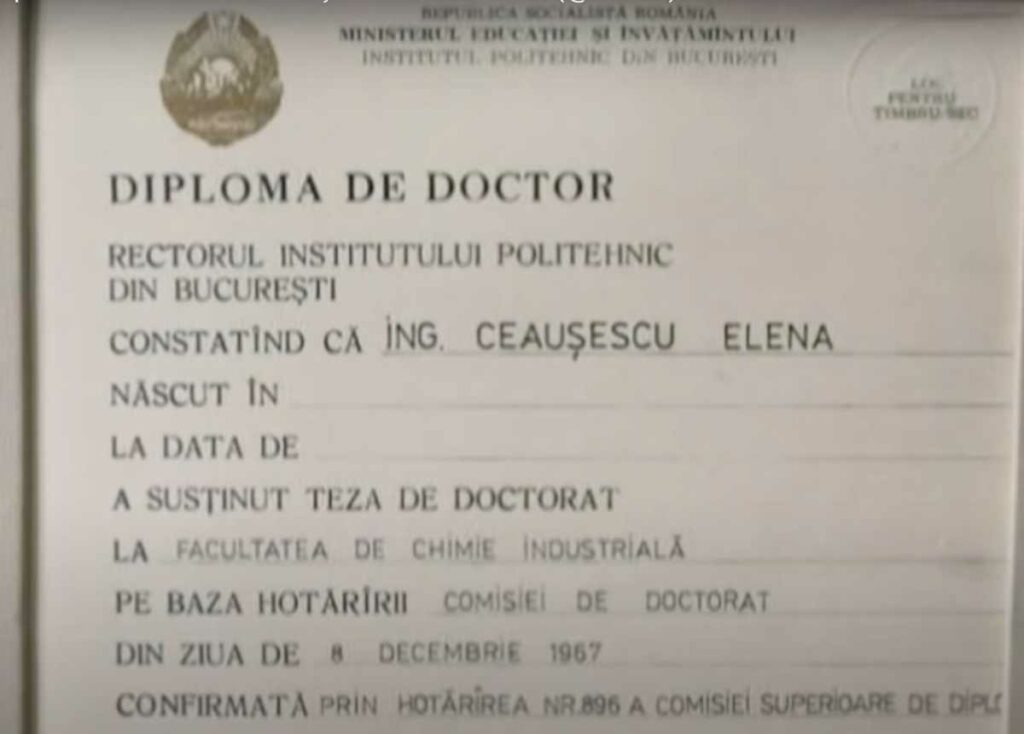 REPUBLICA SOCIALISTĂ ROMÂNIA
MINISTERUL EDUCAȚIEI ȘI ÎNVĂȚĂMÎNTULUI
INSTITUTUL POLITEHNIC DIN BUCUREȘTI
LOC
PENTRU
TIMBRU SEC
DIPLOMA DE DOCTOR
RECTORUL INSTITUTULUI POLITEHNIC
DIN BUCUREȘTI
CONSTATÎND CĂ ING. CEAUȘESCU ELENA
NĂSCUT ÎN
LA DATA DE
A SUSȚINUT TEZA DE DOCTORAT
LA FACULTATEA DE CHIMIE INDUSTRIALĂ
PE BAZA HOTĂRÎRII COMISIEI DE DOCTORAT
DIN ZIUA DE 8 DECEMBRIE 1967
CONFIRMATĂ PRIN HOTĂRÎREA NR.896 A COMISIEI SUPERIOARE DE DIPLO